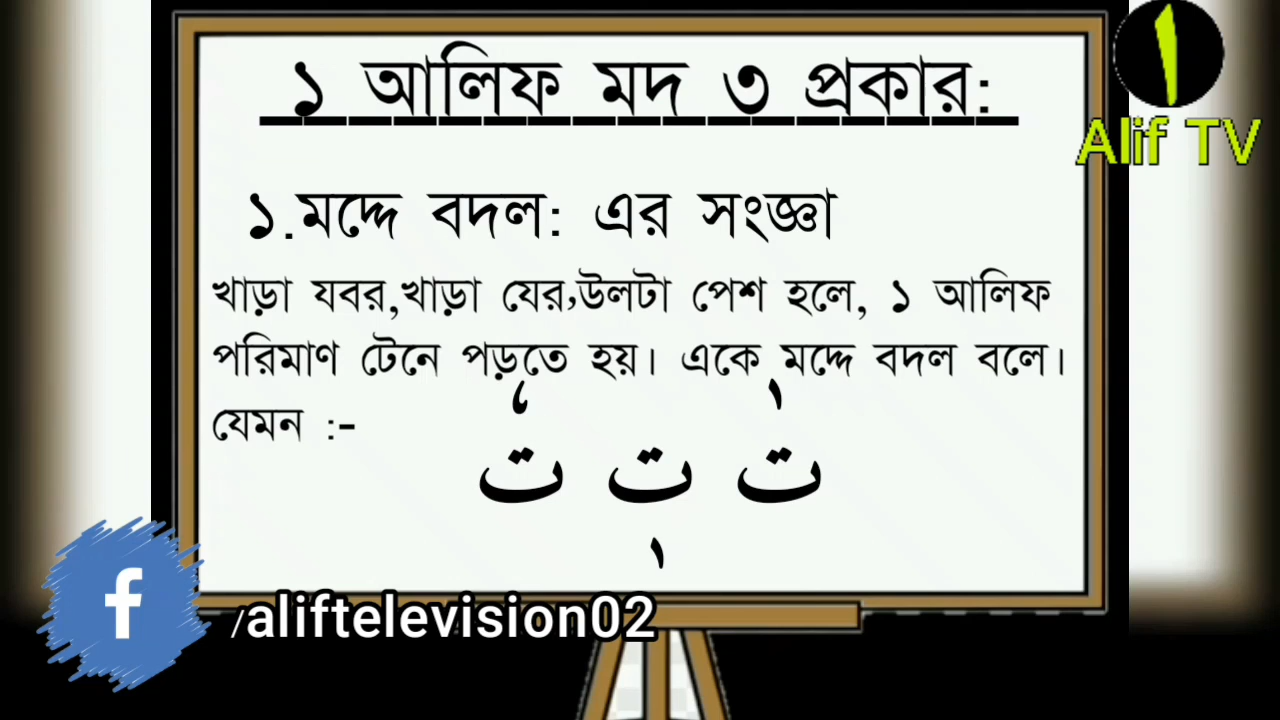 ১ আলিফ মদ ৩ প্রকার:
Alif TV
১.মদ্দে বদল: এর সংজ্ঞা
খাড়া যবর,খাড়া যের,উলটা পেশ হলে, ১ আলিফ
পরিমাণ টেনে পড়তে হয়। একে মদ্দে বদল বলে।
যেমন :-
تٰ تٖ تٗ
f
/aliftelevision02